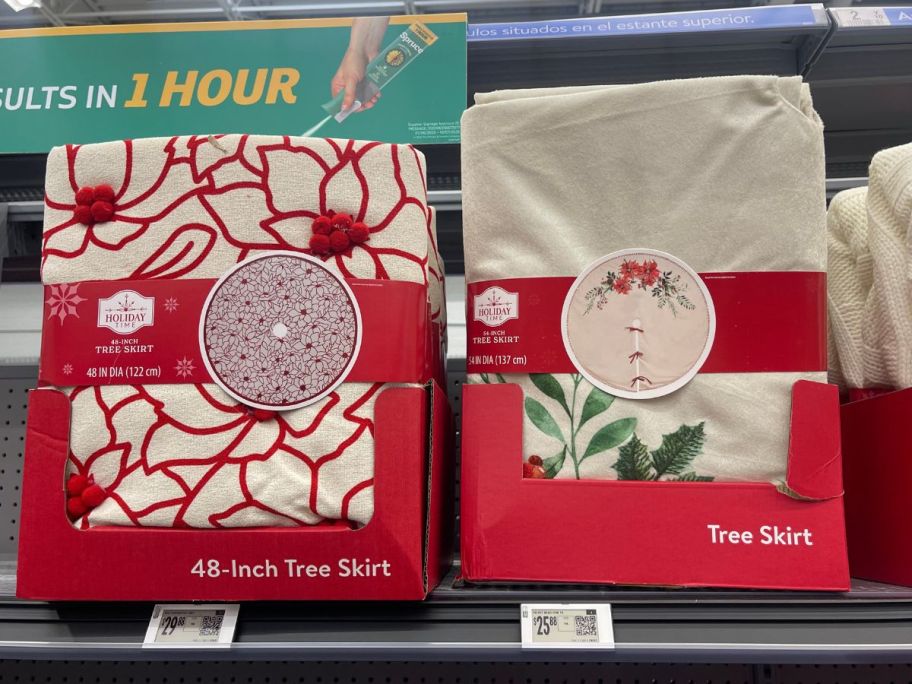 ulos situados en el estante superior.
2
SULTS IN 1 HOUR
Spruce
HOLIDAY
TIME
48-INCH
TREE SKIRT
48 IN DIA (122 cm)
HOLIDAY
TIME
54-INCH
TREE SKIRT
54 IN DIA (137 cm)
48-Inch Tree Skirt
Tree Skirt
$29.88
$25.88